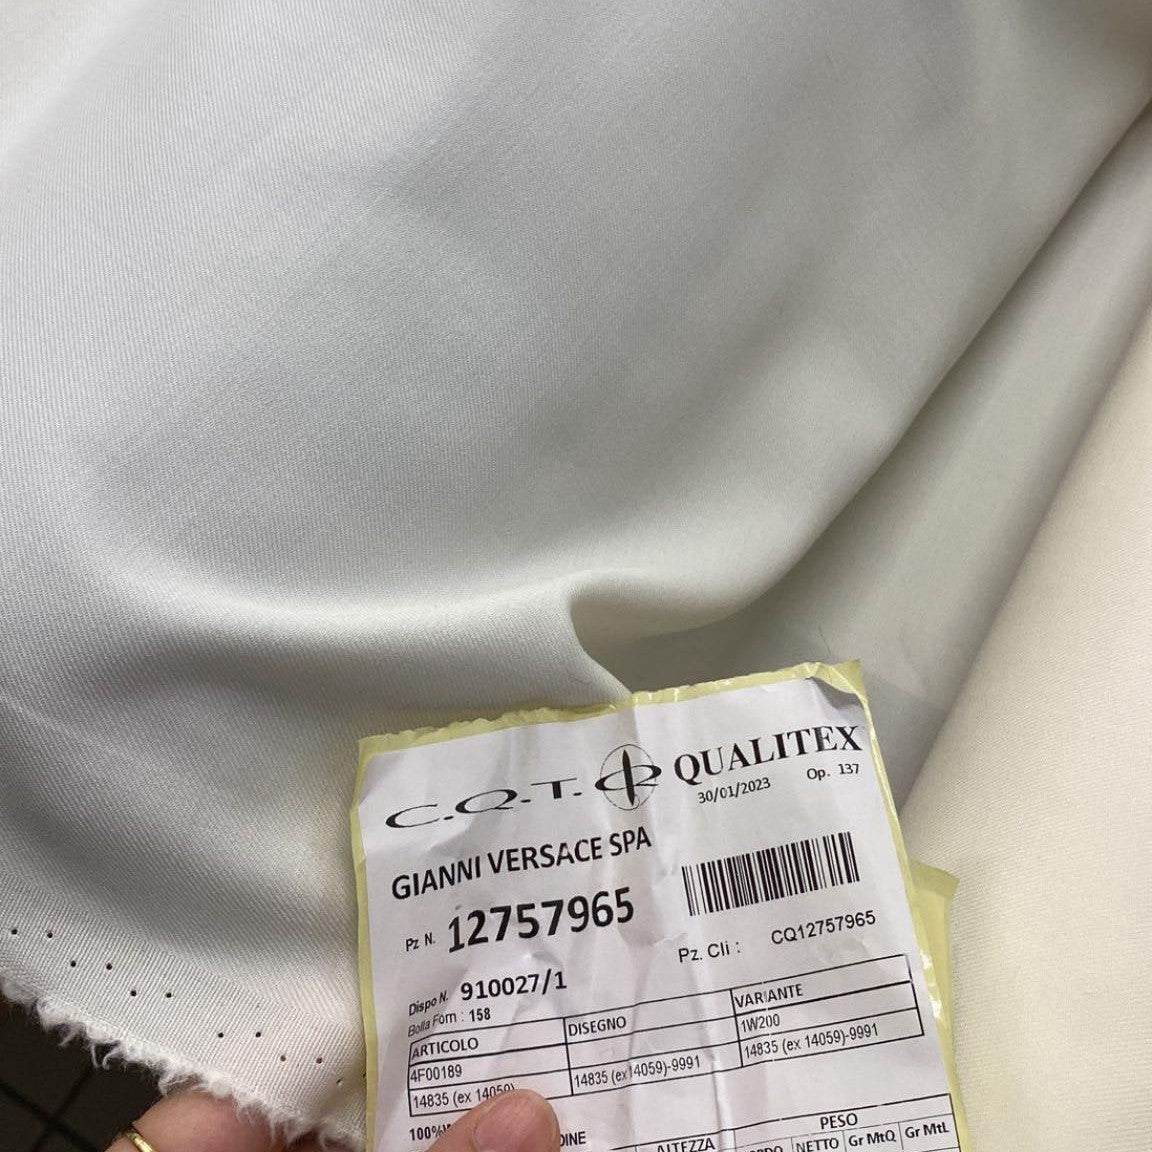 C.Q.T. QUALITEX
30/01/2023 Op. 137
GIANNI VERSACE SPA
Pz N. 12757965
Pz. Cli : CQ12757965
Dispo N. 910027/1
Bolla Forn : 158
ARTICOLO DISEGNO VARIANTE
4F00189 1W200
14835 (ex 14059) 14835 (ex 14059)-9991 14835 (ex 14059)-9991
100%
ALTEZZA PESO
NETTO Gr MtQ Gr MtL